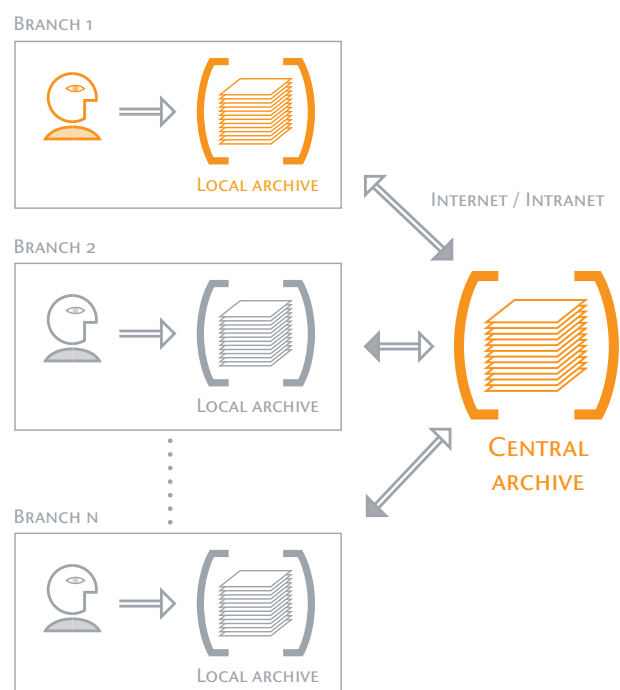 Branch 1
Local archive
Internet / Intranet
Branch 2
Local archive
Central
archive
Branch n
Local archive